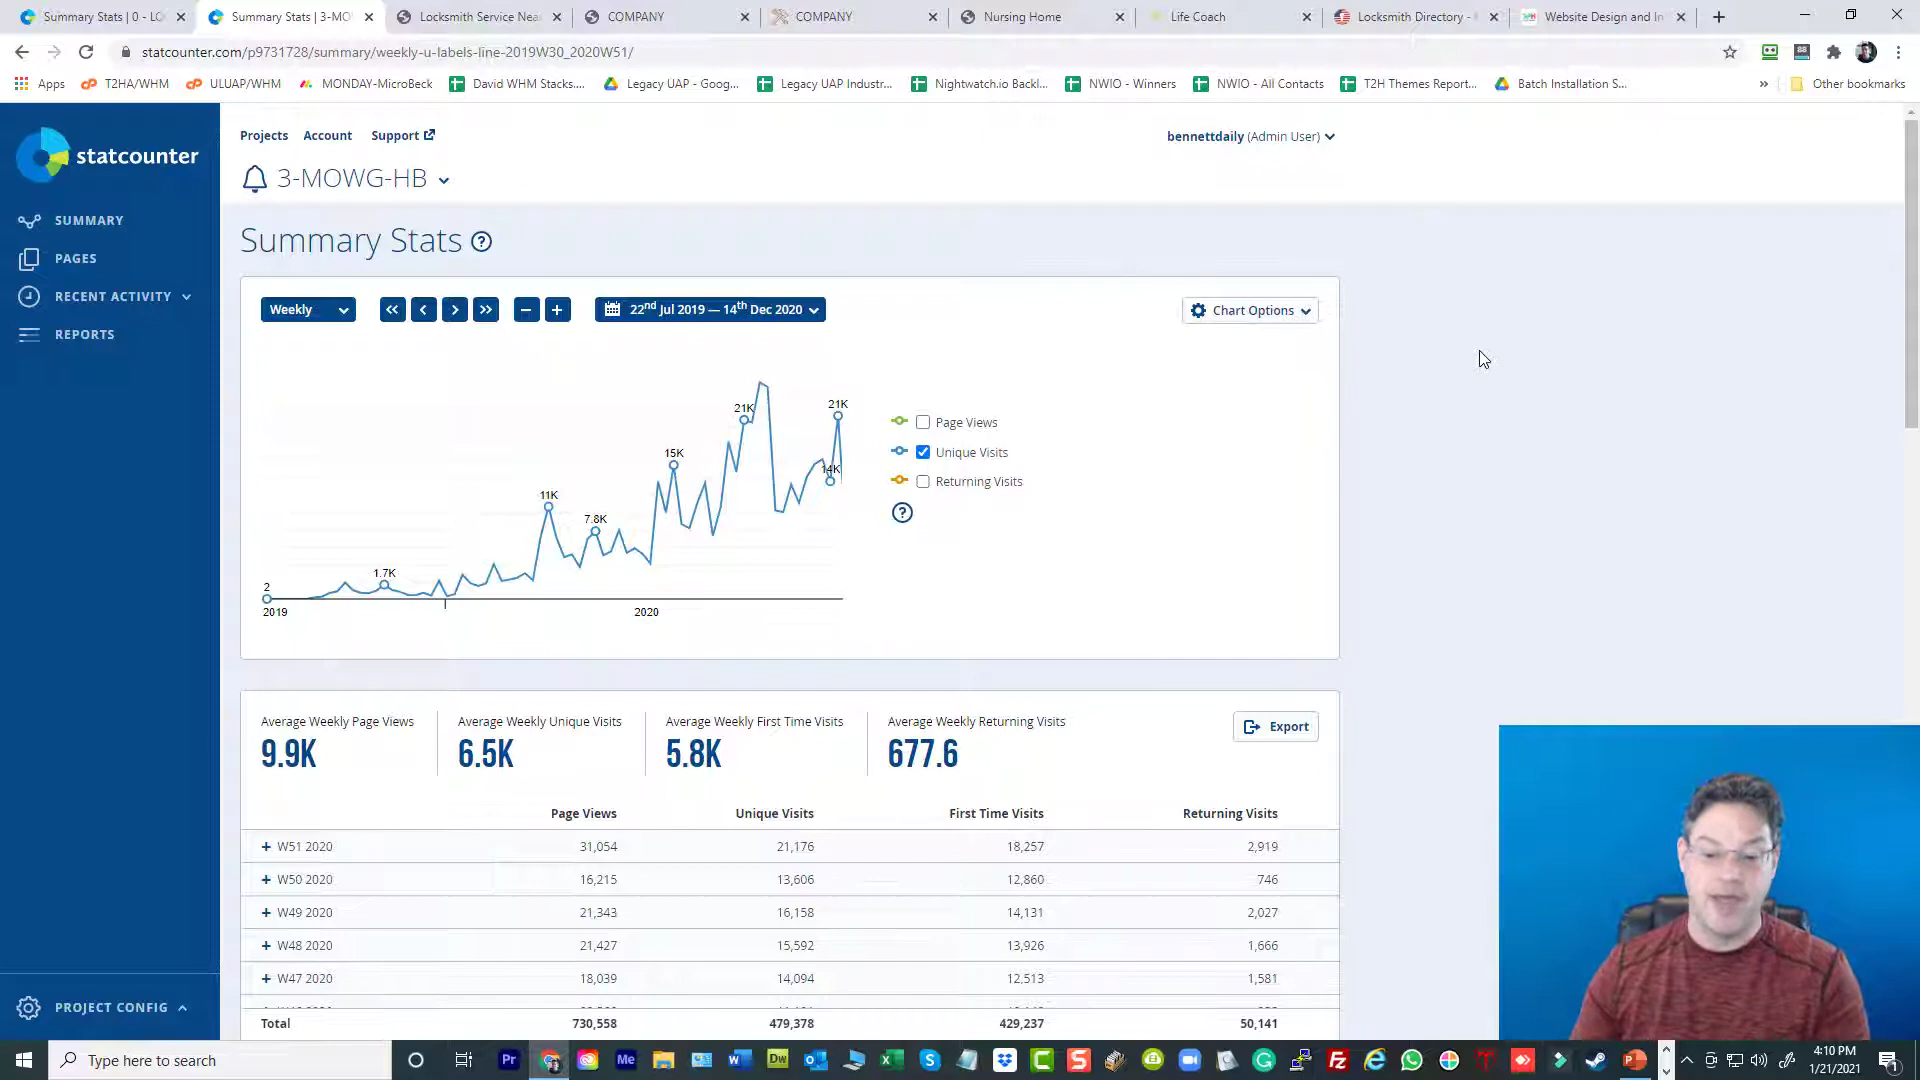 Summary Stats | 0 - LO
Summary Stats | 3-MO
Locksmith Service Nea
COMPANY
COMPANY
Nursing Home
Life Coach
Locksmith Directory -
Website Design and In
statcounter.com/p9731728/summary/weekly-u-labels-line-2019W30_2020W51/
Apps
T2HA/WHM
ULUAP/WHM
MONDAY-MicroBeck
David WHM Stacks...
Legacy UAP - Goog...
Legacy UAP Industr...
Nightwatch.io Backl...
NWIO - Winners
NWIO - All Contacts
T2H Themes Report...
Batch Installation S...
»
Other bookmarks
statcounter
Projects
Account
Support
bennettdaily (Admin User)
3-MOWG-HB
SUMMARY
PAGES
RECENT ACTIVITY
REPORTS
Summary Stats ?
Weekly
22nd Jul 2019 — 14th Dec 2020
Chart Options
2
1.7K
11K
7.8K
15K
21K
14K
21K
2019
2020
Page Views
Unique Visits
Returning Visits
?
Average Weekly Page Views
9.9K
Average Weekly Unique Visits
6.5K
Average Weekly First Time Visits
5.8K
Average Weekly Returning Visits
677.6
Export
Page Views Unique Visits First Time Visits Returning Visits
+ W51 2020 31,054 21,176 18,257 2,919
+ W50 2020 16,215 13,606 12,860 746
+ W49 2020 21,343 16,158 14,131 2,027
+ W48 2020 21,427 15,592 13,926 1,666
+ W47 2020 18,039 14,094 12,513 1,581
Total 730,558 479,378 429,237 50,141
PROJECT CONFIG
Type here to search
4:10 PM
1/21/2021